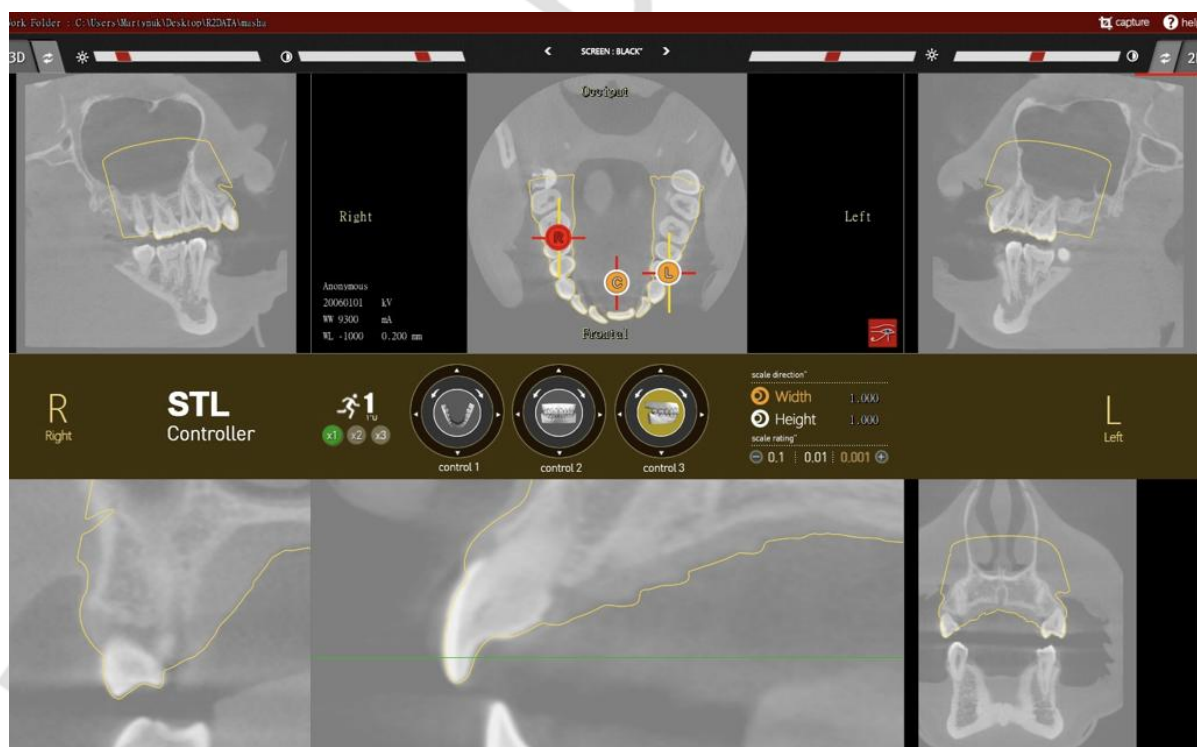 ork Folder : C:\Users\Martynuk\Desktop\R2DATA\masha
capture
? hel
3D
< SCREEN : BLACK" >
2
Occiput
Right
Left
R
C
L
Anonymous
20060101 kV
WW 9300 mA
WL -1000 0.200 mm
Frontal
R
Right
STL
Controller
1
x1 x2 x3
control 1
control 2
control 3
scale direction"
Width 1.000
Height 1.000
scale rating"
0.1 0.01 0.001
L
Left